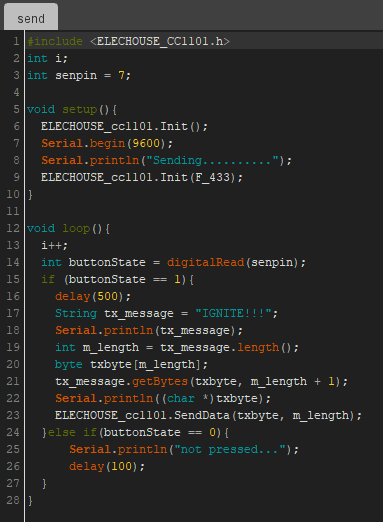 send
1 #include <ELECHOUSE_CC1101.h>
2 int i;
3 int senpin = 7;
4
5 void setup(){
6   ELECHOUSE_cc1101.Init();
7   Serial.begin(9600);
8   Serial.println("Sending..........");
9   ELECHOUSE_cc1101.Init(F_433);
10 }
11
12 void loop(){
13   i++;
14   int buttonState = digitalRead(senpin);
15   if (buttonState == 1){
16     delay(500);
17     String tx_message = "IGNITE!!!";
18     Serial.println(tx_message);
19     int m_length = tx_message.length();
20     byte txbyte[m_length];
21     tx_message.getBytes(txbyte, m_length + 1);
22     Serial.println((char *)txbyte);
23     ELECHOUSE_cc1101.SendData(txbyte, m_length);
24   }else if(buttonState == 0){
25       Serial.println("not pressed...");
26       delay(100);
27   }
28 }